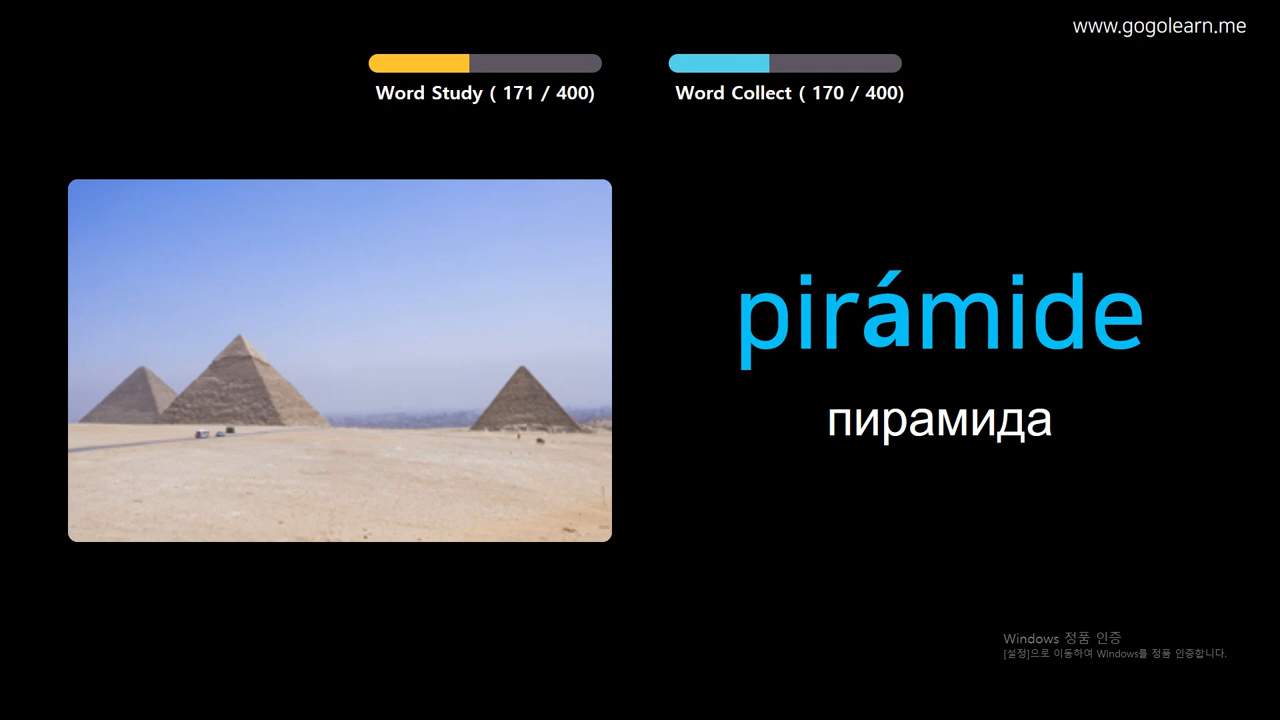 www.gogolearn.me
Word Study ( 171 / 400)
Word Collect ( 170 / 400)
pirámide
пирамида
Windows 정품 인증
[설정]으로 이동하여 Windows를 정품 인증합니다.